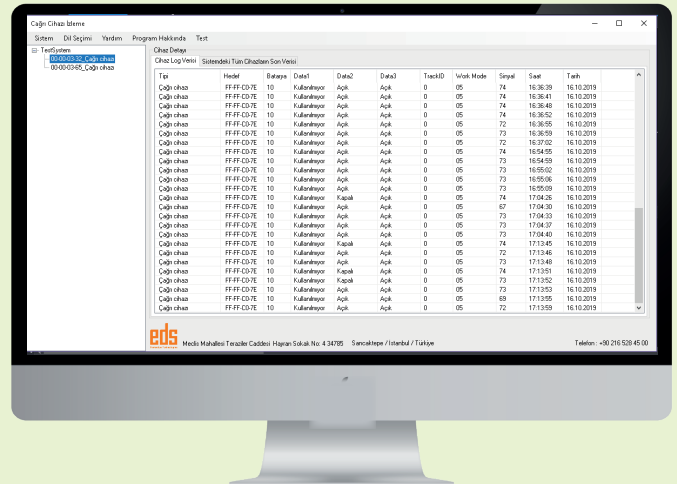 Çağrı Cihazı İzleme
Sistem Dil Seçimi Yardım Program Hakkında Test
TestSystem
00-00-03-32_Çağrı cihazı
00-00-03-65_Çağrı cihazı
Cihaz Detayı
Cihaz Log Verisi Sistemdeki Tüm Cihazların Son Verisi
Tipi Hedef Batarya Data1 Data2 Data3 TrackID Work Mode Sinyal Saat Tarih
Çağrı cihazı FF-FF-C0-7E 10 Kullanılmıyor Açık Açık 0 05 74 16:36:39 16.10.2019
Çağrı cihazı FF-FF-C0-7E 10 Kullanılmıyor Açık Açık 0 05 74 16:36:41 16.10.2019
Çağrı cihazı FF-FF-C0-7E 10 Kullanılmıyor Açık Açık 0 05 74 16:36:48 16.10.2019
Çağrı cihazı FF-FF-C0-7E 10 Kullanılmıyor Açık Açık 0 05 74 16:36:52 16.10.2019
Çağrı cihazı FF-FF-C0-7E 10 Kullanılmıyor Açık Açık 0 05 72 16:36:55 16.10.2019
Çağrı cihazı FF-FF-C0-7E 10 Kullanılmıyor Açık Açık 0 05 73 16:36:59 16.10.2019
Çağrı cihazı FF-FF-C0-7E 10 Kullanılmıyor Açık Açık 0 05 72 16:37:02 16.10.2019
Çağrı cihazı FF-FF-C0-7E 10 Kullanılmıyor Açık Açık 0 05 74 16:54:55 16.10.2019
Çağrı cihazı FF-FF-C0-7E 10 Kullanılmıyor Açık Açık 0 05 74 16:54:59 16.10.2019
Çağrı cihazı FF-FF-C0-7E 10 Kullanılmıyor Açık Açık 0 05 73 16:55:02 16.10.2019
Çağrı cihazı FF-FF-C0-7E 10 Kullanılmıyor Açık Açık 0 05 73 16:55:06 16.10.2019
Çağrı cihazı FF-FF-C0-7E 10 Kullanılmıyor Açık Açık 0 05 73 16:55:09 16.10.2019
Çağrı cihazı FF-FF-C0-7E 10 Kullanılmıyor Kapalı Açık 0 05 74 17:04:26 16.10.2019
Çağrı cihazı FF-FF-C0-7E 10 Kullanılmıyor Açık Açık 0 05 67 17:04:30 16.10.2019
Çağrı cihazı FF-FF-C0-7E 10 Kullanılmıyor Açık Açık 0 05 73 17:04:33 16.10.2019
Çağrı cihazı FF-FF-C0-7E 10 Kullanılmıyor Açık Açık 0 05 73 17:04:37 16.10.2019
Çağrı cihazı FF-FF-C0-7E 10 Kullanılmıyor Açık Açık 0 05 73 17:04:40 16.10.2019
Çağrı cihazı FF-FF-C0-7E 10 Kullanılmıyor Kapalı Açık 0 05 74 17:13:45 16.10.2019
Çağrı cihazı FF-FF-C0-7E 10 Kullanılmıyor Açık Açık 0 05 72 17:13:46 16.10.2019
Çağrı cihazı FF-FF-C0-7E 10 Kullanılmıyor Açık Açık 0 05 73 17:13:48 16.10.2019
Çağrı cihazı FF-FF-C0-7E 10 Kullanılmıyor Kapalı Açık 0 05 74 17:13:51 16.10.2019
Çağrı cihazı FF-FF-C0-7E 10 Kullanılmıyor Kapalı Açık 0 05 73 17:13:52 16.10.2019
Çağrı cihazı FF-FF-C0-7E 10 Kullanılmıyor Açık Açık 0 05 73 17:13:53 16.10.2019
Çağrı cihazı FF-FF-C0-7E 10 Kullanılmıyor Açık Açık 0 05 69 17:13:55 16.10.2019
Çağrı cihazı FF-FF-C0-7E 10 Kullanılmıyor Açık Açık 0 05 72 17:13:59 16.10.2019
eds
Meclis Mahallesi Teraziler Caddesi Hayran Sokak No: 4 34785 Sancaktepe / Istanbul / Türkiye Telefon : +90 216 528 45 00